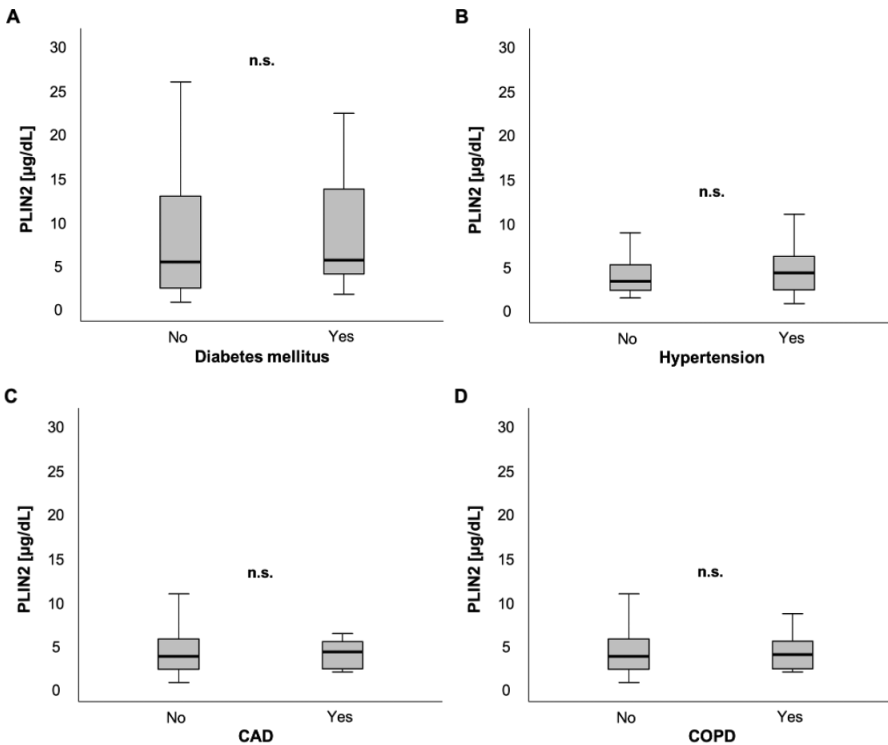 A
PLIN2 [µg/dL]
30
25
20
15
10
5
0
n.s.
No
Yes
Diabetes mellitus
B
PLIN2 [µg/dL]
30
25
20
15
10
5
0
n.s.
No
Yes
Hypertension
C
PLIN2 [µg/dL]
30
25
20
15
10
5
0
n.s.
No
Yes
CAD
D
PLIN2 [µg/dL]
30
25
20
15
10
5
0
n.s.
No
Yes
COPD